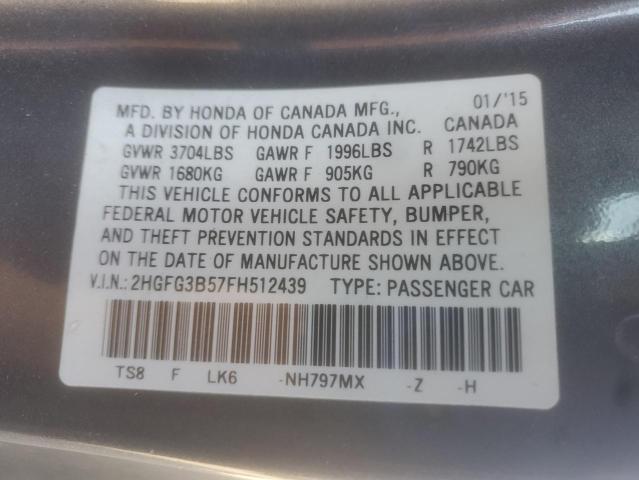 MFD. BY HONDA OF CANADA MFG., 01/'15
A DIVISION OF HONDA CANADA INC. CANADA
GVWR 3704LBS GAWR F 1996LBS R 1742LBS
GVWR 1680KG GAWR F 905KG R 790KG
THIS VEHICLE CONFORMS TO ALL APPLICABLE
FEDERAL MOTOR VEHICLE SAFETY, BUMPER,
AND THEFT PREVENTION STANDARDS IN EFFECT
ON THE DATE OF MANUFACTURE SHOWN ABOVE.
V.I.N.: 2HGFG3B57FH512439 TYPE: PASSENGER CAR
TS8 F LK6 -NH797MX -Z -H